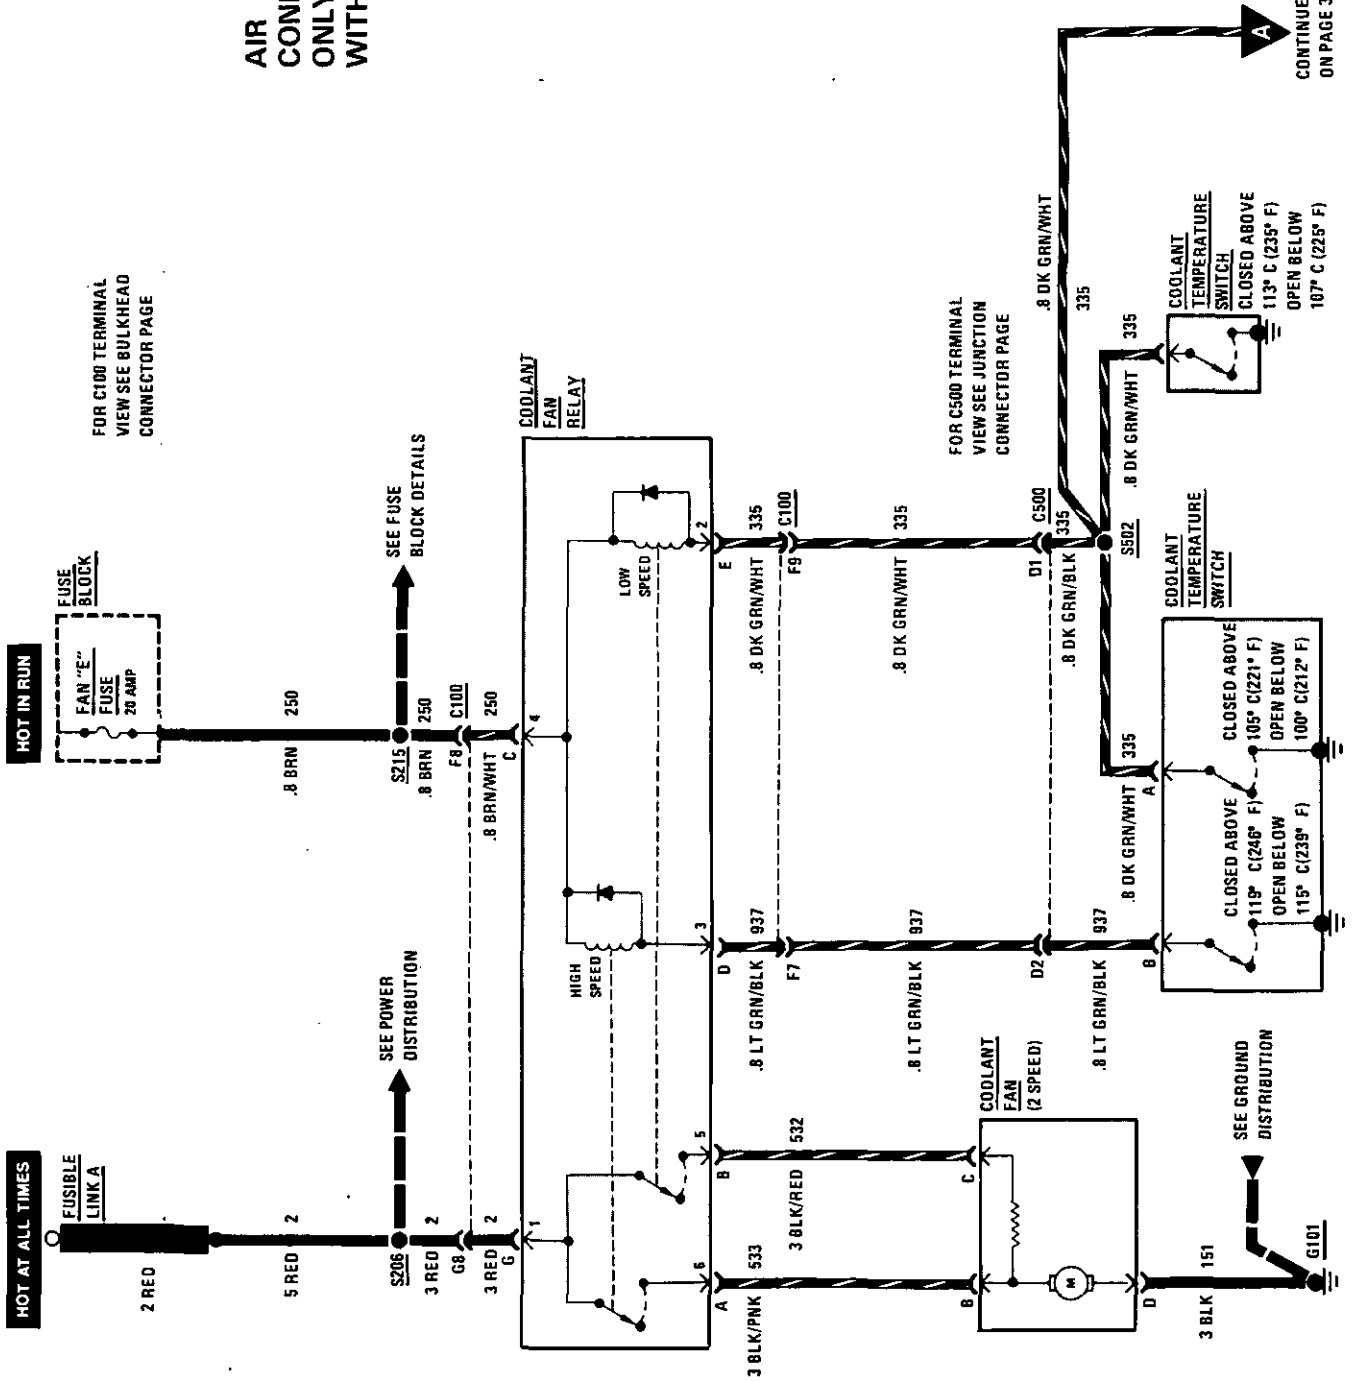 AIR
CON
ONLY
WITH
HOT AT ALL TIMES
HOT IN RUN
FUSIBLE
LINK A
2 RED
5 RED 2
S206
3 RED 2
G8
3 RED 2
G
1
SEE POWER
DISTRIBUTION
FUSE
BLOCK
FAN "E"
FUSE
20 AMP
.8 BRN 250
S215
.8 BRN 250
F8 C100
.8 BRN/WHT 250
C
4
SEE FUSE
BLOCK DETAILS
FOR C100 TERMINAL
VIEW SEE BULKHEAD
CONNECTOR PAGE
COOLANT
FAN
RELAY
HIGH
SPEED
LOW
SPEED
6
5
3
2
A
B
D
E
3 BLK/PNK 533
3 BLK/RED 532
.8 LT GRN/BLK 937
F7
.8 DK GRN/WHT 335
F9 C100
.8 LT GRN/BLK 937
.8 DK GRN/WHT 335
D2
D1 C500
.8 LT GRN/BLK 937
.8 DK GRN/BLK 335
S502
FOR C500 TERMINAL
VIEW SEE JUNCTION
CONNECTOR PAGE
.8 DK GRN/WHT 335
A
CONTINUE
ON PAGE 3
.8 DK GRN/WHT 335
COOLANT
TEMPERATURE
SWITCH
CLOSED ABOVE
113° C (235° F)
OPEN BELOW
107° C (225° F)
.8 DK GRN/WHT 335
B
A
COOLANT
TEMPERATURE
SWITCH
CLOSED ABOVE
119° C(246° F)
OPEN BELOW
115° C(239° F)
CLOSED ABOVE
105° C(221° F)
OPEN BELOW
100° C(212° F)
B
C
COOLANT
FAN
(2 SPEED)
M
D
3 BLK 151
SEE GROUND
DISTRIBUTION
G101